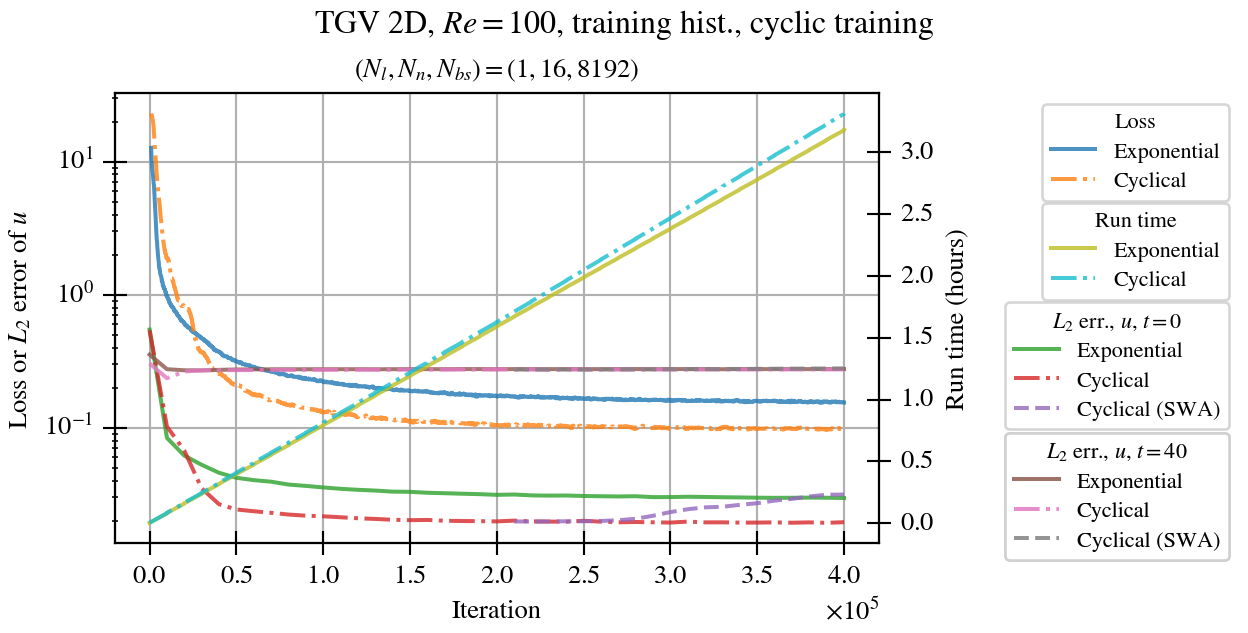 TGV 2D, Re = 100, training hist., cyclic training
(N_l, N_n, N_bs) = (1, 16, 8192)
Loss or L_2 error of u
10^1
10^0
10^−1
Run time (hours)
3.0
2.5
2.0
1.5
1.0
0.5
0.0
0.0 0.5 1.0 1.5 2.0 2.5 3.0 3.5 4.0
Iteration
×10^5
Loss
Exponential
Cyclical
Run time
Exponential
Cyclical
L_2 err., u, t = 0
Exponential
Cyclical
Cyclical (SWA)
L_2 err., u, t = 40
Exponential
Cyclical
Cyclical (SWA)